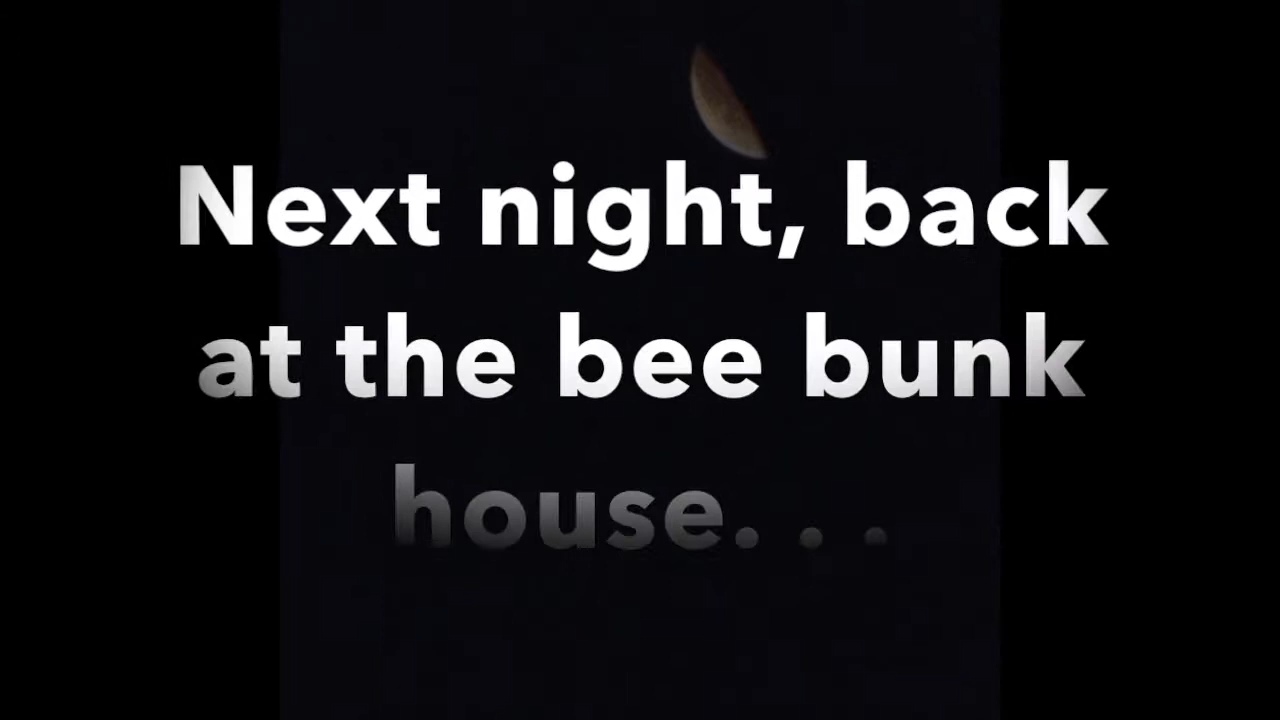 Next night, back
at the bee bunk
house. . .